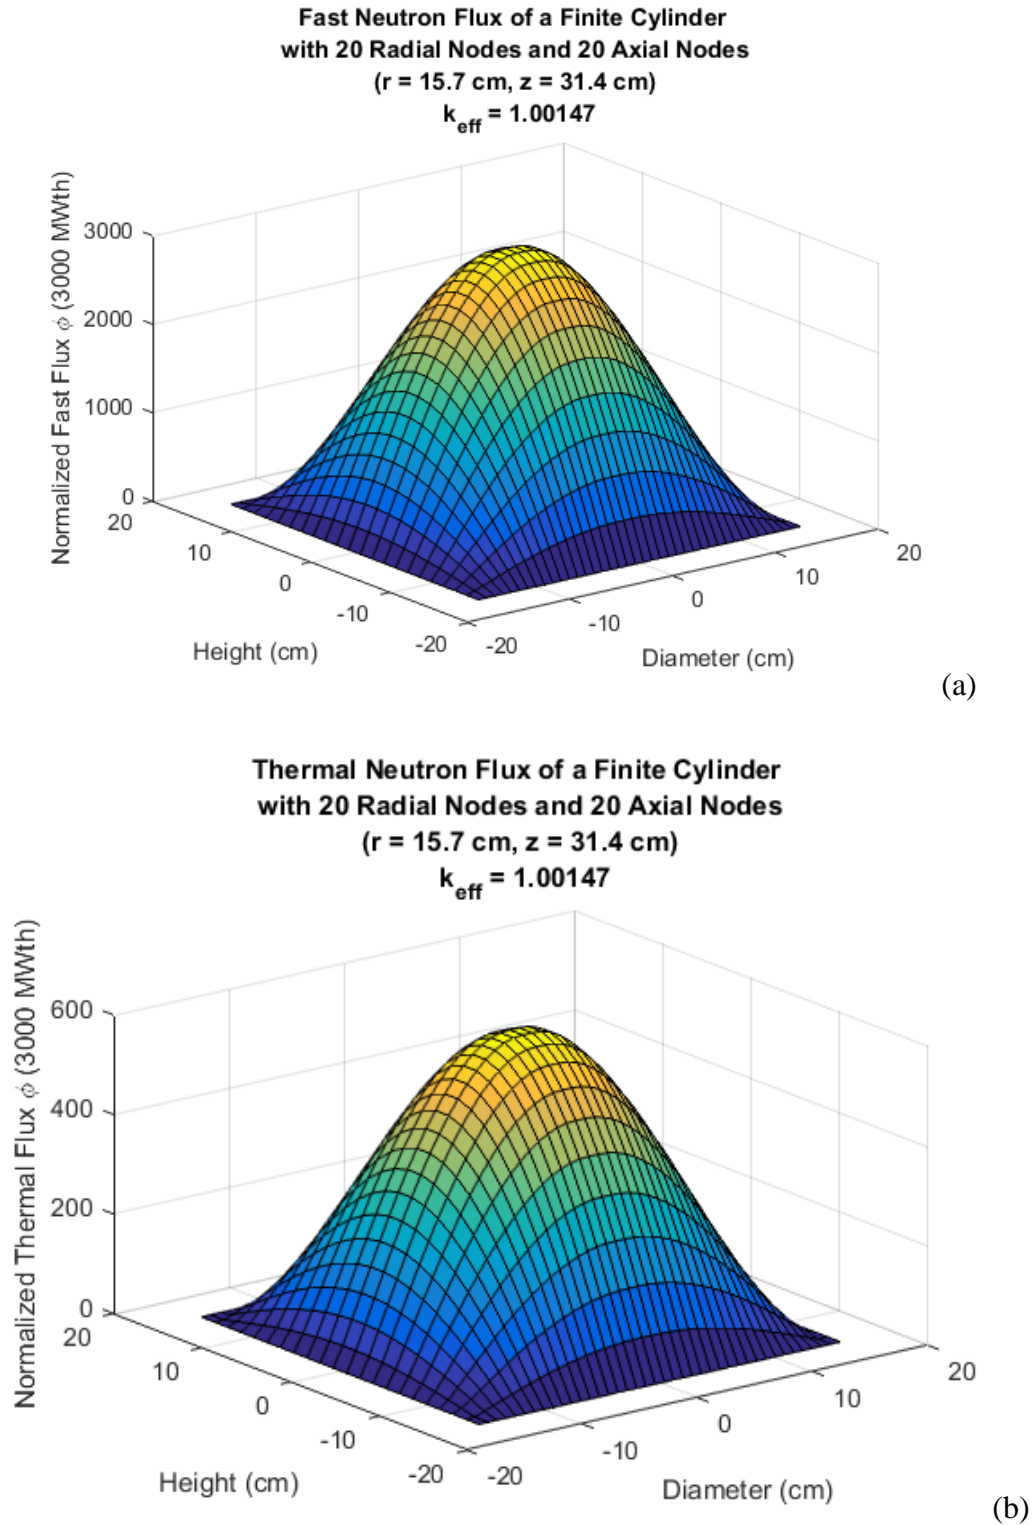 Fast Neutron Flux of a Finite Cylinder
with 20 Radial Nodes and 20 Axial Nodes
(r = 15.7 cm, z = 31.4 cm)
keff = 1.00147
Normalized Fast Flux ϕ (3000 MWth)
3000
2000
1000
0
20
10
0
-10
-20
Height (cm)
-20
-10
0
10
20
Diameter (cm)
(a)
Thermal Neutron Flux of a Finite Cylinder
with 20 Radial Nodes and 20 Axial Nodes
(r = 15.7 cm, z = 31.4 cm)
keff = 1.00147
Normalized Thermal Flux ϕ (3000 MWth)
600
400
200
0
20
10
0
-10
-20
Height (cm)
-20
-10
0
10
20
Diameter (cm)
(b)